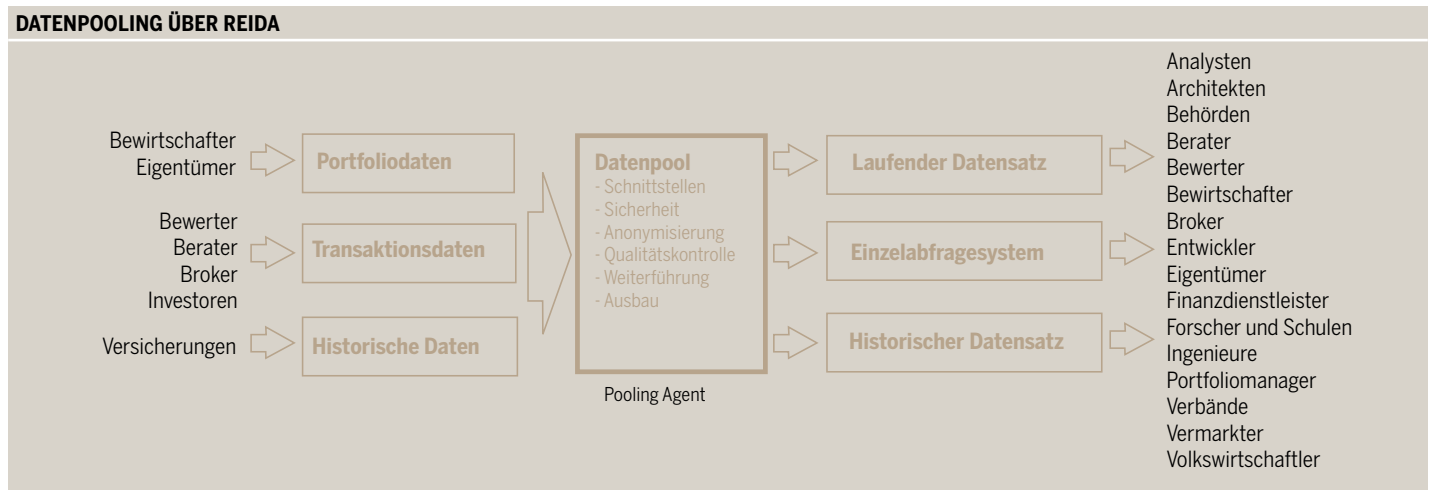 DATENPOOLING ÜBER REIDA
Bewirtschafter
Eigentümer
Bewerter
Berater
Broker
Investoren
Versicherungen
Portfoliodaten
Transaktionsdaten
Historische Daten
Datenpool
- Schnittstellen
- Sicherheit
- Anonymisierung
- Qualitätskontrolle
- Weiterführung
- Ausbau
Pooling Agent
Laufender Datensatz
Einzelabfragesystem
Historischer Datensatz
Analysten
Architekten
Behörden
Berater
Bewerter
Bewirtschafter
Broker
Entwickler
Eigentümer
Finanzdienstleister
Forscher und Schulen
Ingenieure
Portfoliomanager
Verbände
Vermarkter
Volkswirtschaftler